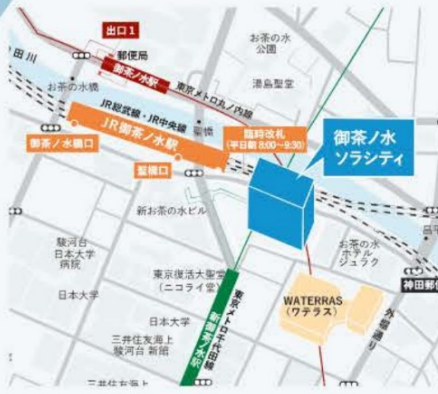 出口1
郵便局
御茶ノ水駅
お茶の水
公園
東京メトロ丸ノ内線
湯島聖堂
田川
お茶の水橋
JR総武線・JR中央線
JR御茶ノ水駅
聖橋
臨時改札
(平日朝 8:00~9:30)
御茶ノ水
ソラシティ
御茶ノ水橋口
聖橋口
新お茶の水ビル
駿河台
日本大学
病院
お茶の水
ホテル
ジュラク
昌平
神田郵便
東京復活大聖堂
(ニコライ堂)
日本大学
WATERRAS
(ワテラス)
外堀通り
東京メトロ千代田線
新御茶ノ水駅
日本大学
三井住友海上
駿河台 新館
三井住友海上